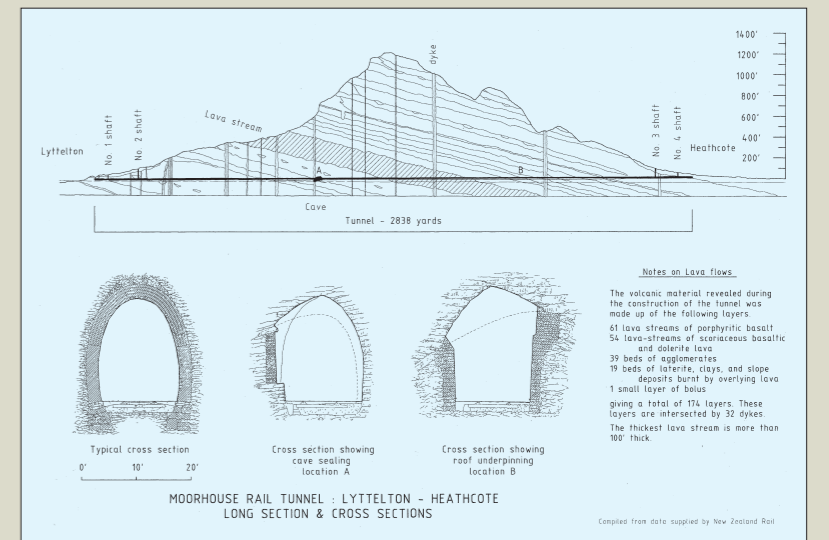 1400'
1200'
1000'
800'
600'
400'
200'
dyke
Lava stream
Lyttelton
No. 1 shaft
No. 2 shaft
No. 3 shaft
No. 4 shaft
Heathcote
A
B
Cave
Tunnel - 2838 yards
Notes on Lava flows
The volcanic material revealed during
the construction of the tunnel was
made up of the following layers.
61 lava streams of porphyritic basalt
54 lava-streams of scoriaceous basaltic
and dolerite lava
39 beds of agglomerates
19 beds of laterite, clays, and slope
deposits burnt by overlying lava
1 small layer of bolus
giving a total of 174 layers. These
layers are intersected by 32 dykes.
The thickest lava stream is more than
100' thick.
Typical cross section
0' 10' 20'
Cross section showing
cave sealing
location A
Cross section showing
roof underpinning
location B
MOORHOUSE RAIL TUNNEL : LYTTELTON - HEATHCOTE
LONG SECTION & CROSS SECTIONS
Compiled from data supplied by New Zealand Rail